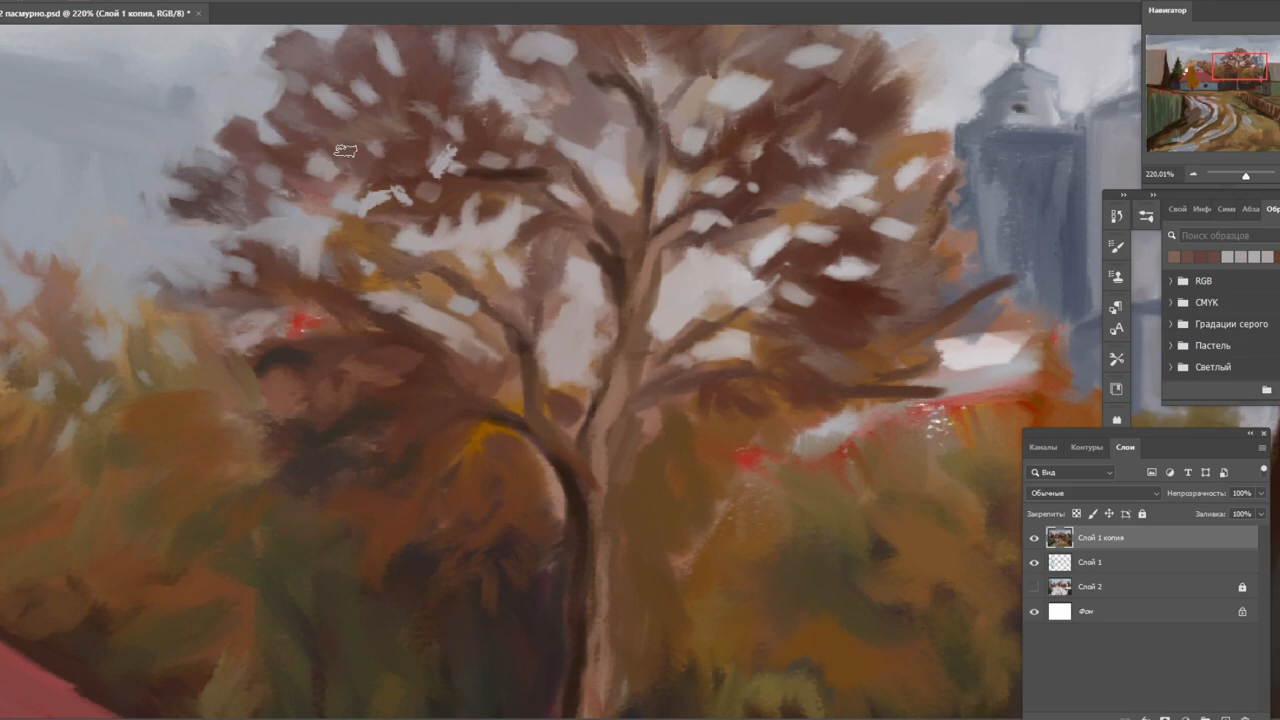 2 пасмурно.psd @ 220% (Слой 1 копия, RGB/8) *
Навигатор
220,01%
Свой Инфо Симв Абза Обр
Поиск образцов
RGB
CMYK
Градации серого
Пастель
Светлый
Каналы Контуры Слои
Вид
Обычные Непрозрачность: 100%
Закрепить: Заливка: 100%
Слой 1 копия
Слой 1
Слой 2
Фон